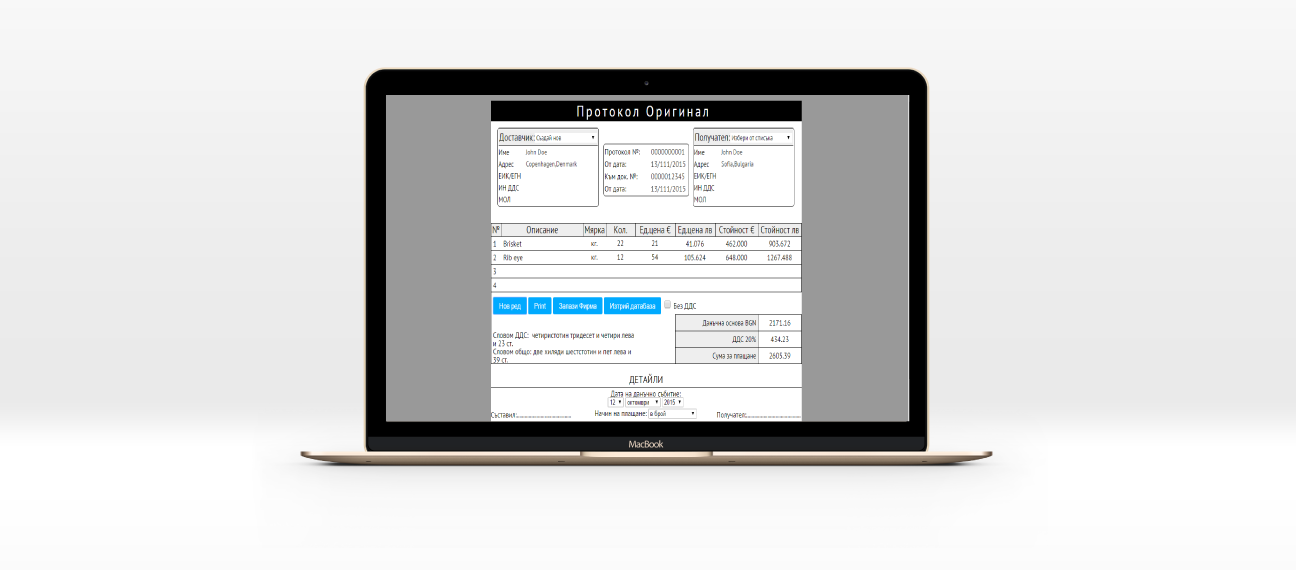 Протокол Оригинал
Доставчик: Създай нов
Име John Doe
Адрес Copenhagen,Denmark
ЕИК/ЕГН
ИН ДДС
МОЛ
Протокол №: 0000000001
От дата: 13/111/2015
Към док. №: 0000012345
От дата: 13/111/2015
Получател: Избери от списъка
Име John Doe
Адрес Sofia,Bulgaria
ЕИК/ЕГН
ИН ДДС
МОЛ
№ Описание Мярка Кол. Ед.цена € Ед.цена лв Стойност € Стойност лв
1 Brisket кг. 22 21 41.076 462.000 903.672
2 Rib eye кг. 12 54 105.624 648.000 1267.488
3
4
Нов ред Print Запази Фирма Изтрий датабаза Без ДДС
Данъчна основа BGN 2171.16
ДДС 20% 434.23
Сума за плащане 2605.39
Словом ДДС: четиристотин тридесет и четири лева
и 23 ст.
Словом общо: две хиляди шестстотин и пет лева и
39 ст.
ДЕТАЙЛИ
Дата на данъчно събитие:
12 октомври 2015
Съставил:.............................. Начин на плащане: в брой Получател:..............................
MacBook